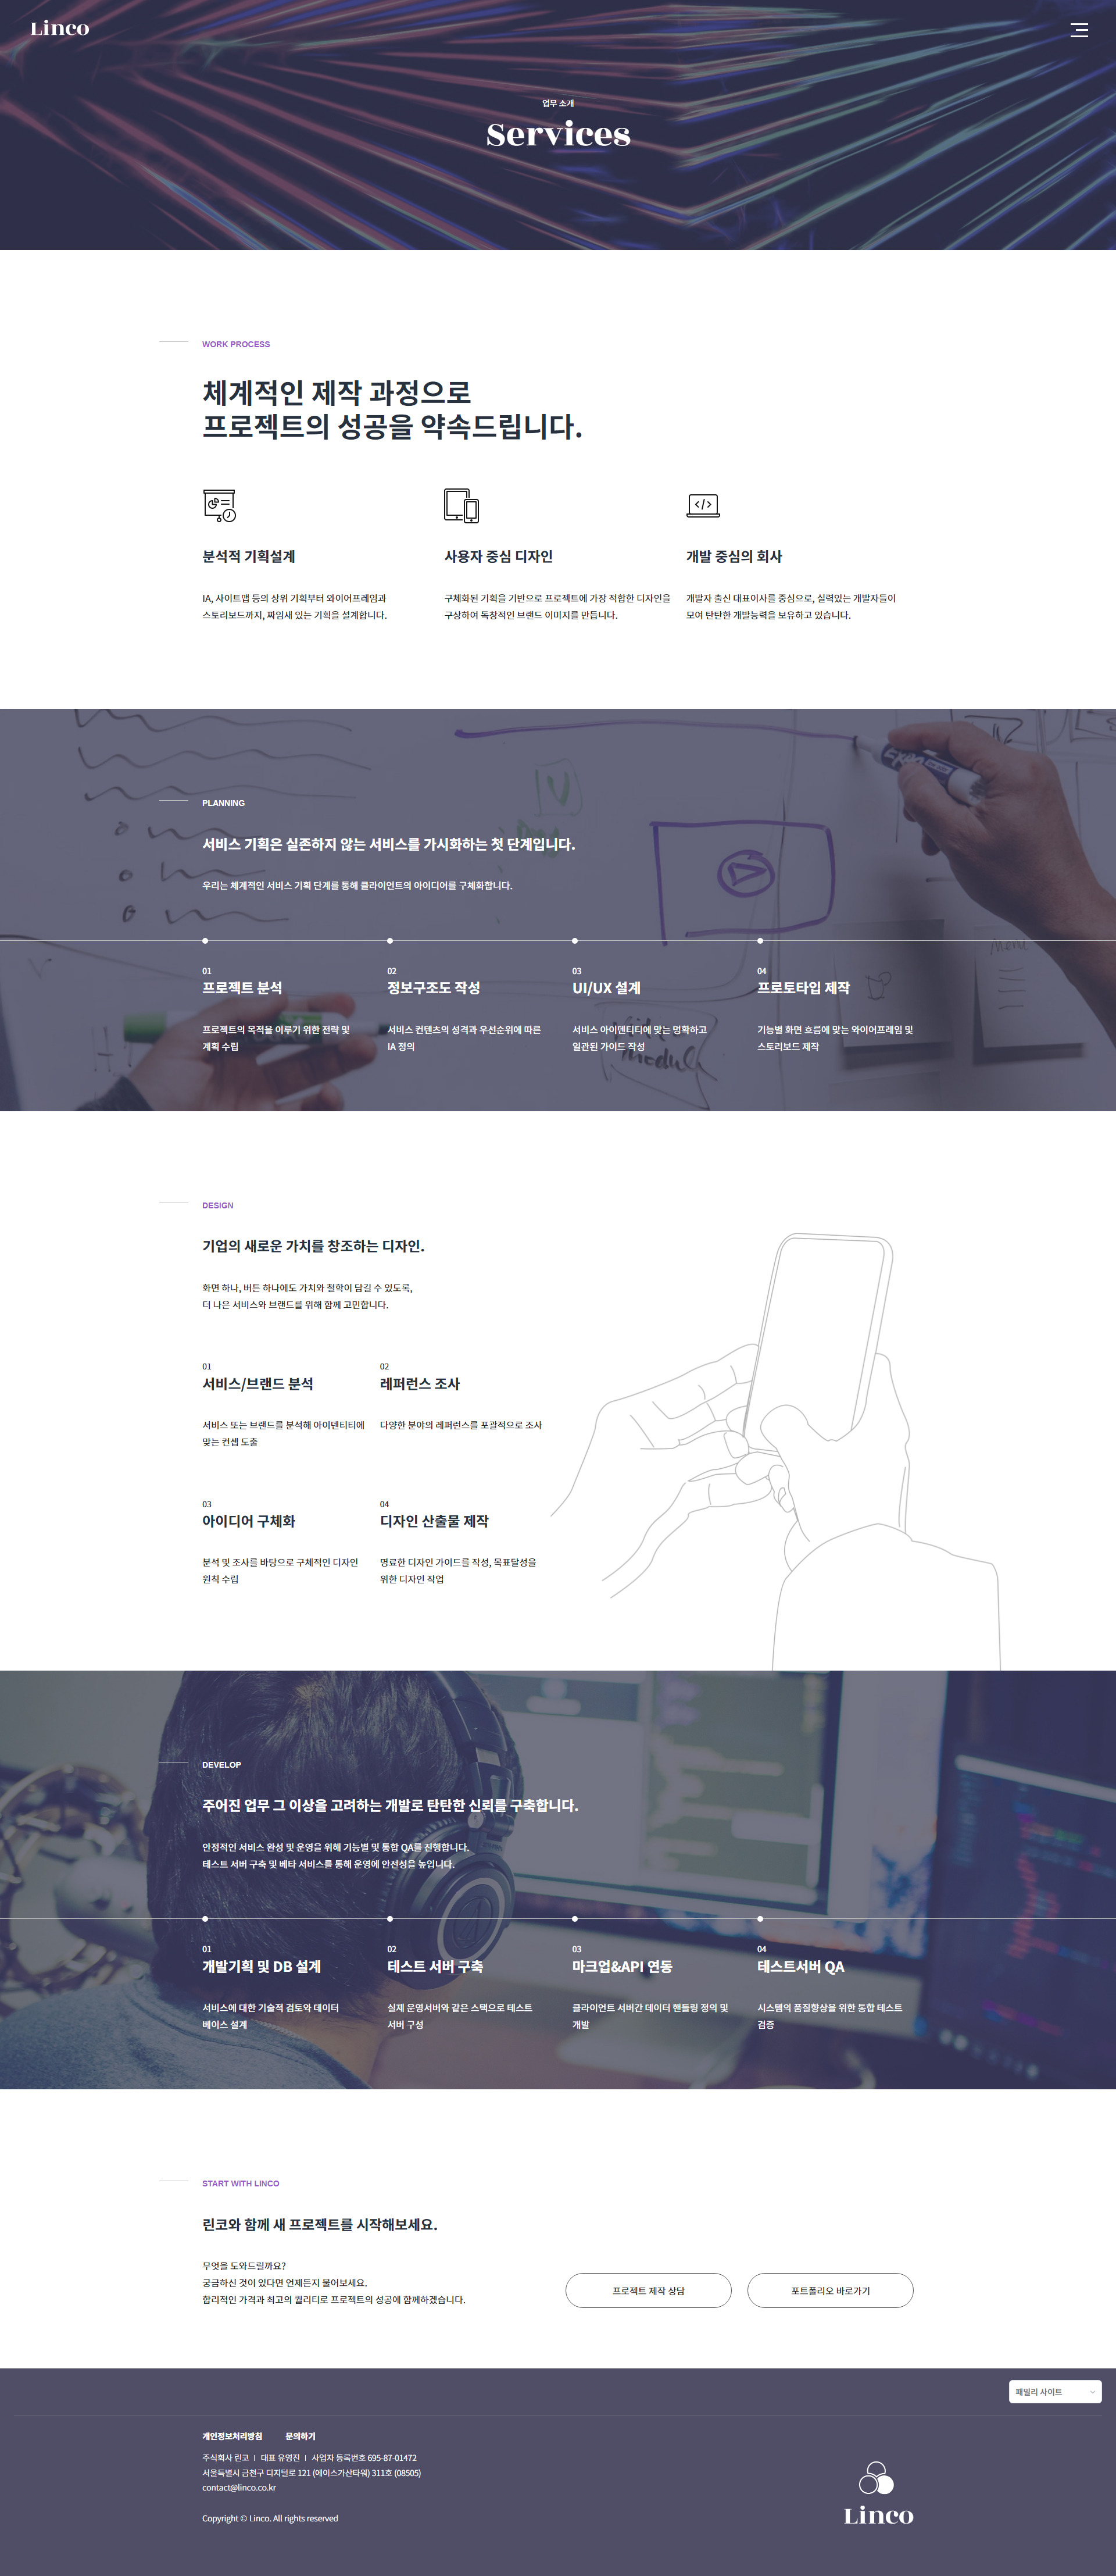 Linco
업무 소개
Services
WORK PROCESS
체계적인 제작 과정으로
프로젝트의 성공을 약속드립니다.
분석적 기획설계
IA, 사이트맵 등의 상위 기획부터 와이어프레임과
스토리보드까지, 짜임새 있는 기획을 설계합니다.
사용자 중심 디자인
구체화된 기획을 기반으로 프로젝트에 가장 적합한 디자인을
구상하여 독창적인 브랜드 이미지를 만듭니다.
개발 중심의 회사
개발자 출신 대표이사를 중심으로, 실력있는 개발자들이
모여 탄탄한 개발능력을 보유하고 있습니다.
PLANNING
서비스 기획은 실존하지 않는 서비스를 가시화하는 첫 단계입니다.
우리는 체계적인 서비스 기획 단계를 통해 클라이언트의 아이디어를 구체화합니다.
01
프로젝트 분석
프로젝트의 목적을 이루기 위한 전략 및
계획 수립
02
정보구조도 작성
서비스 컨텐츠의 성격과 우선순위에 따른
IA 정의
03
UI/UX 설계
서비스 아이덴티티에 맞는 명확하고
일관된 가이드 작성
04
프로토타입 제작
기능별 화면 흐름에 맞는 와이어프레임 및
스토리보드 제작
DESIGN
기업의 새로운 가치를 창조하는 디자인.
화면 하나, 버튼 하나에도 가치와 철학이 담길 수 있도록,
더 나은 서비스와 브랜드를 위해 함께 고민합니다.
01
서비스/브랜드 분석
서비스 또는 브랜드를 분석해 아이덴티티에
맞는 컨셉 도출
02
레퍼런스 조사
다양한 분야의 레퍼런스를 포괄적으로 조사
03
아이디어 구체화
분석 및 조사를 바탕으로 구체적인 디자인
원칙 수립
04
디자인 산출물 제작
명료한 디자인 가이드를 작성, 목표달성을
위한 디자인 작업
DEVELOP
주어진 업무 그 이상을 고려하는 개발로 탄탄한 신뢰를 구축합니다.
안정적인 서비스 완성 및 운영을 위해 기능별 및 통합 QA를 진행합니다.
테스트 서버 구축 및 베타 서비스를 통해 운영에 안전성을 높입니다.
01
개발기획 및 DB 설계
서비스에 대한 기술적 검토와 데이터
베이스 설계
02
테스트 서버 구축
실제 운영서버와 같은 스택으로 테스트
서버 구성
03
마크업&API 연동
클라이언트 서버간 데이터 핸들링 정의 및
개발
04
테스트서버 QA
시스템의 품질향상을 위한 통합 테스트
검증
START WITH LINCO
린코와 함께 새 프로젝트를 시작해보세요.
무엇을 도와드릴까요?
궁금하신 것이 있다면 언제든지 물어보세요.
합리적인 가격과 최고의 퀄리티로 프로젝트의 성공에 함께하겠습니다.
프로젝트 제작 상담
포트폴리오 바로가기
패밀리 사이트
개인정보처리방침 문의하기
주식회사 린코 | 대표 유영진 | 사업자 등록번호 695-87-01472
서울특별시 금천구 디지털로 121 (에이스가산타워) 311호 (08505)
contact@linco.co.kr
Copyright © Linco. All rights reserved
Linco